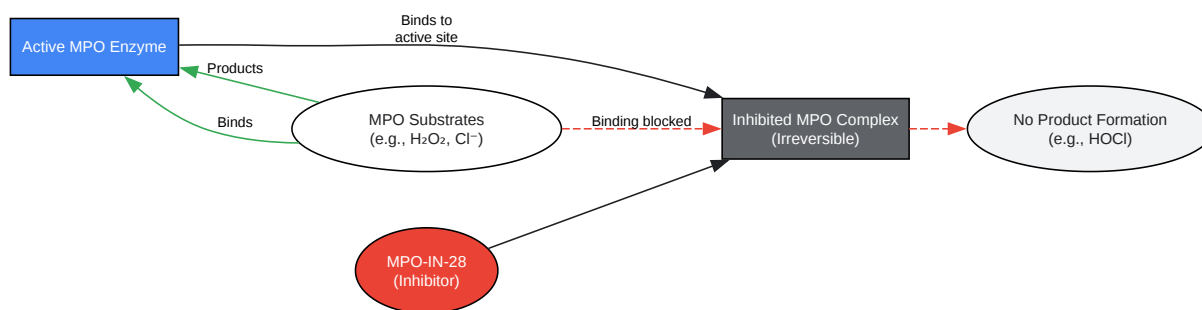 Active MPO Enzyme
Binds to
active site
Products
Binds
MPO Substrates
(e.g., H₂O₂, Cl⁻)
Binding blocked
Inhibited MPO Complex
(Irreversible)
No Product Formation
(e.g., HOCl)
MPO-IN-28
(Inhibitor)